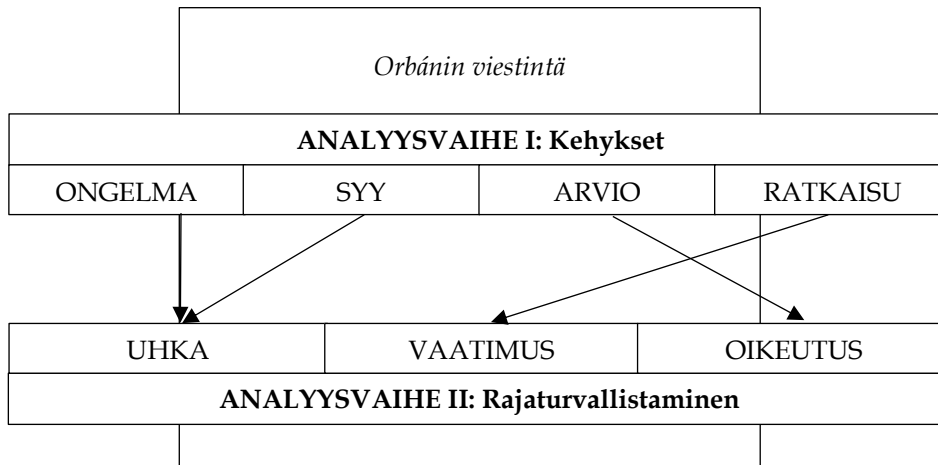 Orbánin viestintä
ANALYYSVAIHE I: Kehykset
ONGELMA SYY ARVIO RATKAISU
UHKA VAATIMUS OIKEUTUS
ANALYYSVAIHE II: Rajaturvallistaminen